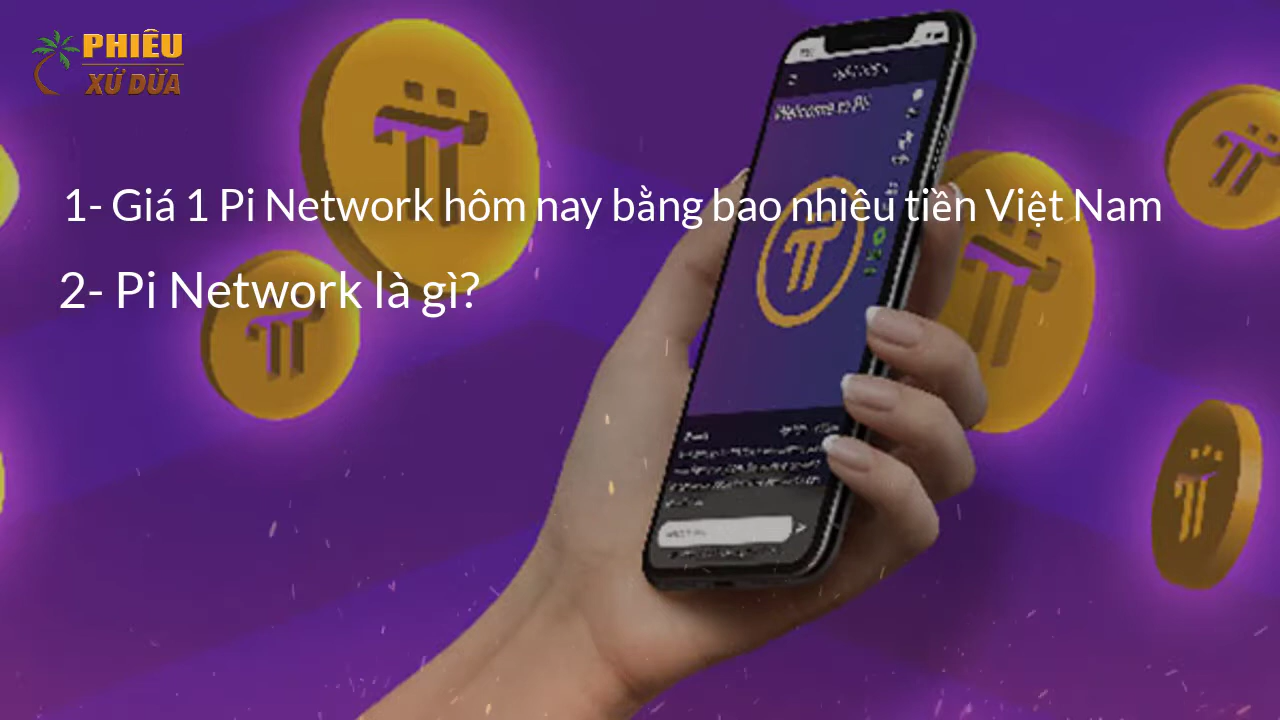 PHIÊU
XỨ DỪA
1- Giá 1 Pi Network hôm nay bằng bao nhiêu tiền Việt Nam
2- Pi Network là gì?
Welcome to Pi